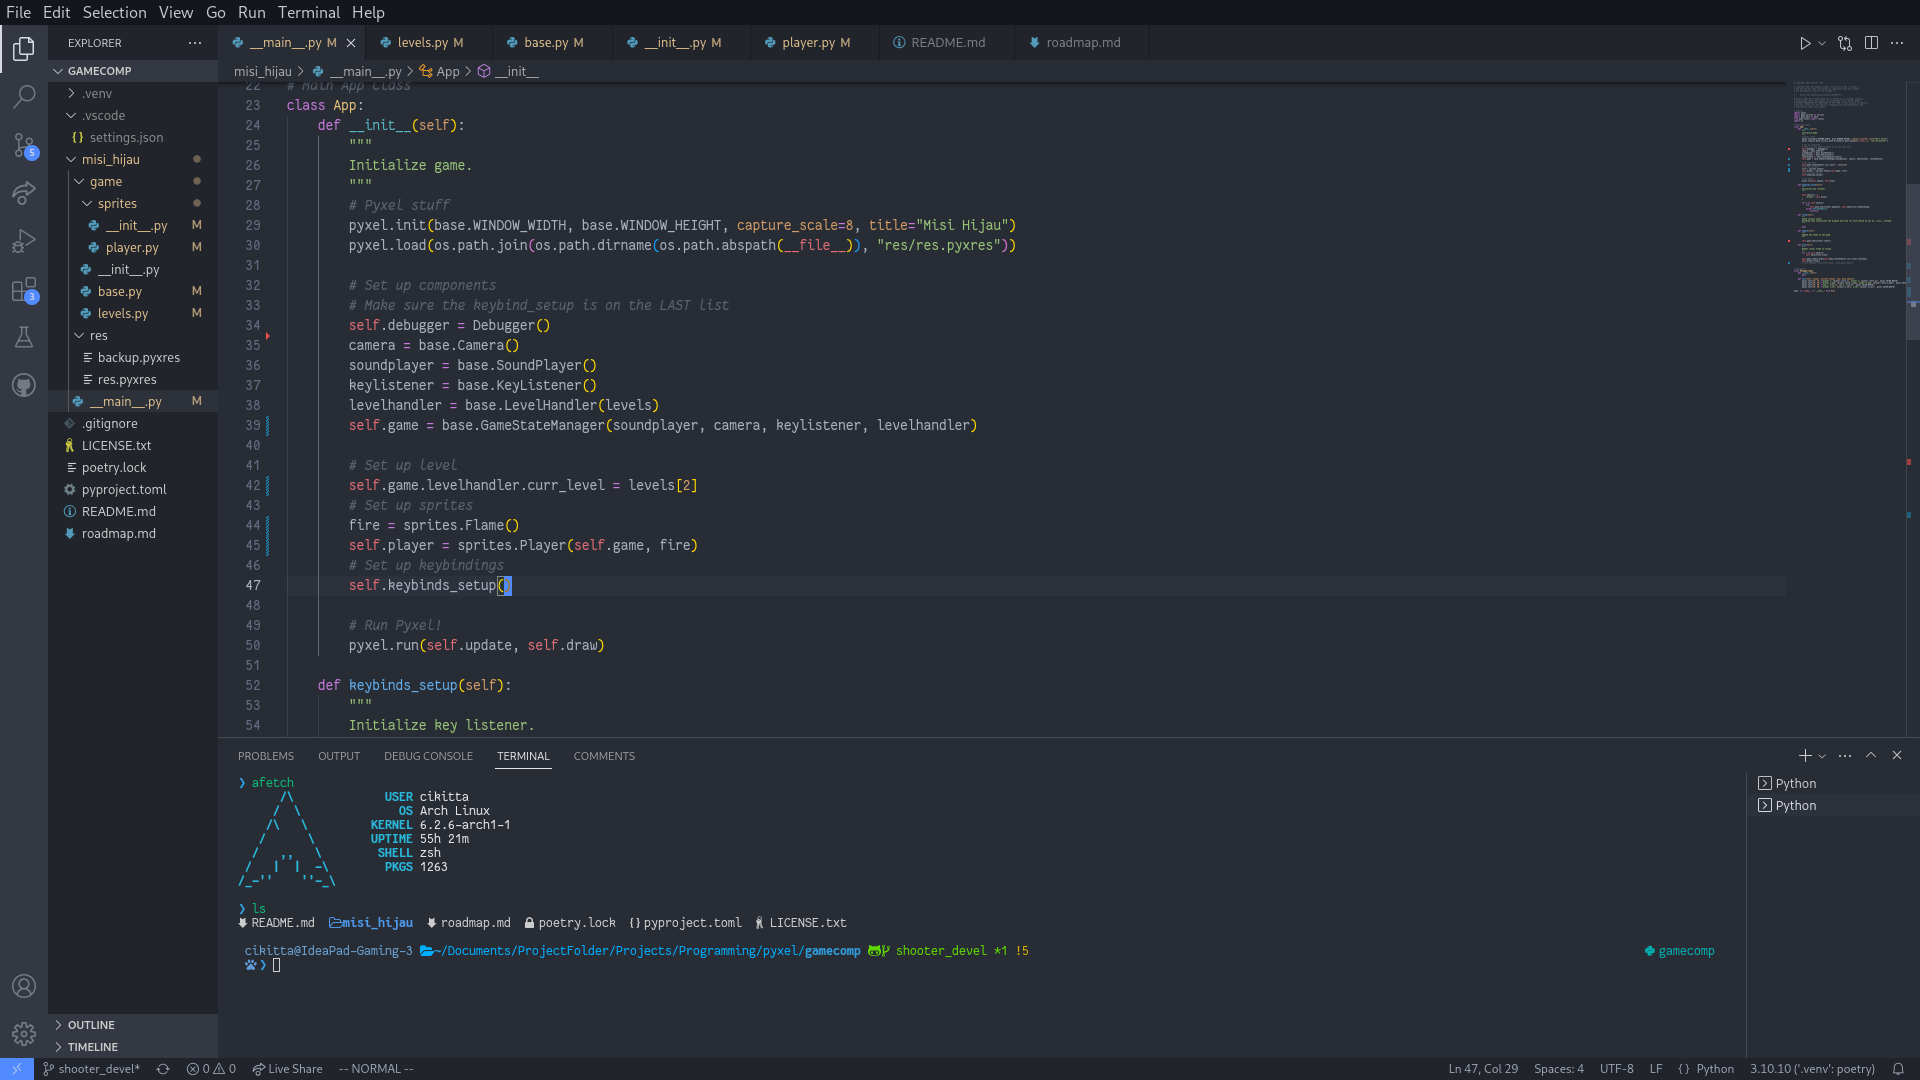 File Edit Selection View Go Run Terminal Help
EXPLORER
GAMECOMP
.venv
.vscode
settings.json
misi_hijau
game
sprites
__init__.py M
player.py M
__init__.py
base.py M
levels.py M
res
backup.pyxres
res.pyxres
__main__.py M
.gitignore
LICENSE.txt
poetry.lock
pyproject.toml
README.md
roadmap.md
OUTLINE
TIMELINE
5
3
__main__.py M levels.py M base.py M __init__.py M player.py M README.md roadmap.md
misi_hijau > __main__.py > App > __init__
22 # Main App Class
23 class App:
24 def __init__(self):
25 """
26 Initialize game.
27 """
28 # Pyxel stuff
29 pyxel.init(base.WINDOW_WIDTH, base.WINDOW_HEIGHT, capture_scale=8, title="Misi Hijau")
30 pyxel.load(os.path.join(os.path.dirname(os.path.abspath(__file__)), "res/res.pyxres"))
31
32 # Set up components
33 # Make sure the keybind_setup is on the LAST list
34 self.debugger = Debugger()
35 camera = base.Camera()
36 soundplayer = base.SoundPlayer()
37 keylistener = base.KeyListener()
38 levelhandler = base.LevelHandler(levels)
39 self.game = base.GameStateManager(soundplayer, camera, keylistener, levelhandler)
40
41 # Set up level
42 self.game.levelhandler.curr_level = levels[2]
43 # Set up sprites
44 fire = sprites.Flame()
45 self.player = sprites.Player(self.game, fire)
46 # Set up keybindings
47 self.keybinds_setup()
48
49 # Run Pyxel!
50 pyxel.run(self.update, self.draw)
51
52 def keybinds_setup(self):
53 """
54 Initialize key listener.
PROBLEMS OUTPUT DEBUG CONSOLE TERMINAL COMMENTS
❯ afetch
USER cikitta
OS Arch Linux
KERNEL 6.2.6-arch1-1
UPTIME 55h 21m
SHELL zsh
PKGS 1263
❯ ls
README.md misi_hijau roadmap.md poetry.lock pyproject.toml LICENSE.txt
cikitta@IdeaPad-Gaming-3 ~/Documents/ProjectFolder/Projects/Programming/pyxel/gamecomp shooter_devel *1 !5 gamecomp
❯
Python
Python
shooter_devel* 0 0 Live Share -- NORMAL -- Ln 47, Col 29 Spaces: 4 UTF-8 LF { } Python 3.10.10 ('.venv': poetry)